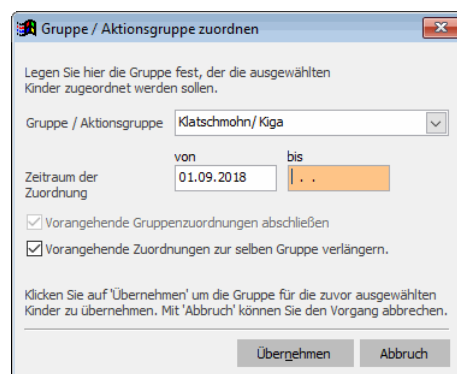 Gruppe / Aktionsgruppe zuordnen
Legen Sie hier die Gruppe fest, der die ausgewählten
Kinder zugeordnet werden sollen.
Gruppe / Aktionsgruppe Klatschmohn/ Kiga
von bis
Zeitraum der Zuordnung 01.09.2018 . .
Vorangehende Gruppenzuordnungen abschließen
Vorangehende Zuordnungen zur selben Gruppe verlängern.
Klicken Sie auf 'Übernehmen' um die Gruppe für die zuvor ausgewählten
Kinder zu übernehmen. Mit 'Abbruch' können Sie den Vorgang abbrechen.
Übernehmen Abbruch